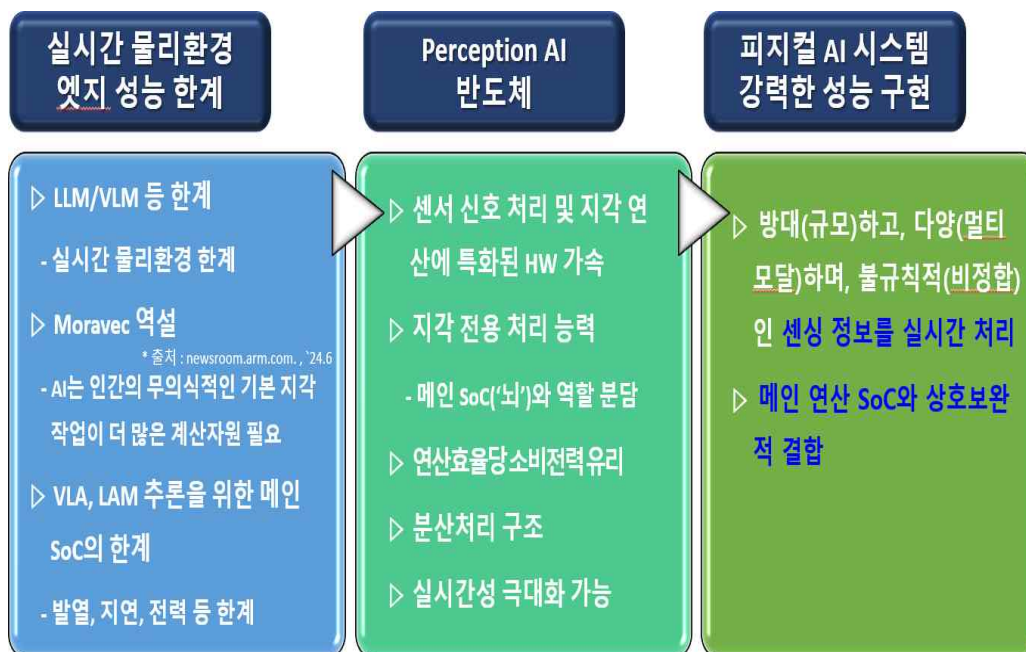 실시간 물리환경
엣지 성능 한계
▷ LLM/VLM 등 한계
- 실시간 물리환경 한계
▷ Moravec 역설
* 출처 : newsroom.arm.com. , `24.6
- AI는 인간의 무의식적인 기본 지각
작업이 더 많은 계산자원 필요
▷ VLA, LAM 추론을 위한 메인
SoC의 한계
- 발열, 지연, 전력 등 한계
Perception AI
반도체
▷ 센서 신호 처리 및 지각 연
산에 특화된 HW 가속
▷ 지각 전용 처리 능력
- 메인 SoC('뇌')와 역할 분담
▷ 연산효율당 소비전력 유리
▷ 분산처리 구조
▷ 실시간성 극대화 가능
피지컬 AI 시스템
강력한 성능 구현
▷ 방대(규모)하고, 다양(멀티
모달)하며, 불규칙적(비정합)
인 센싱 정보를 실시간 처리
▷ 메인 연산 SoC와 상호보완
적 결합